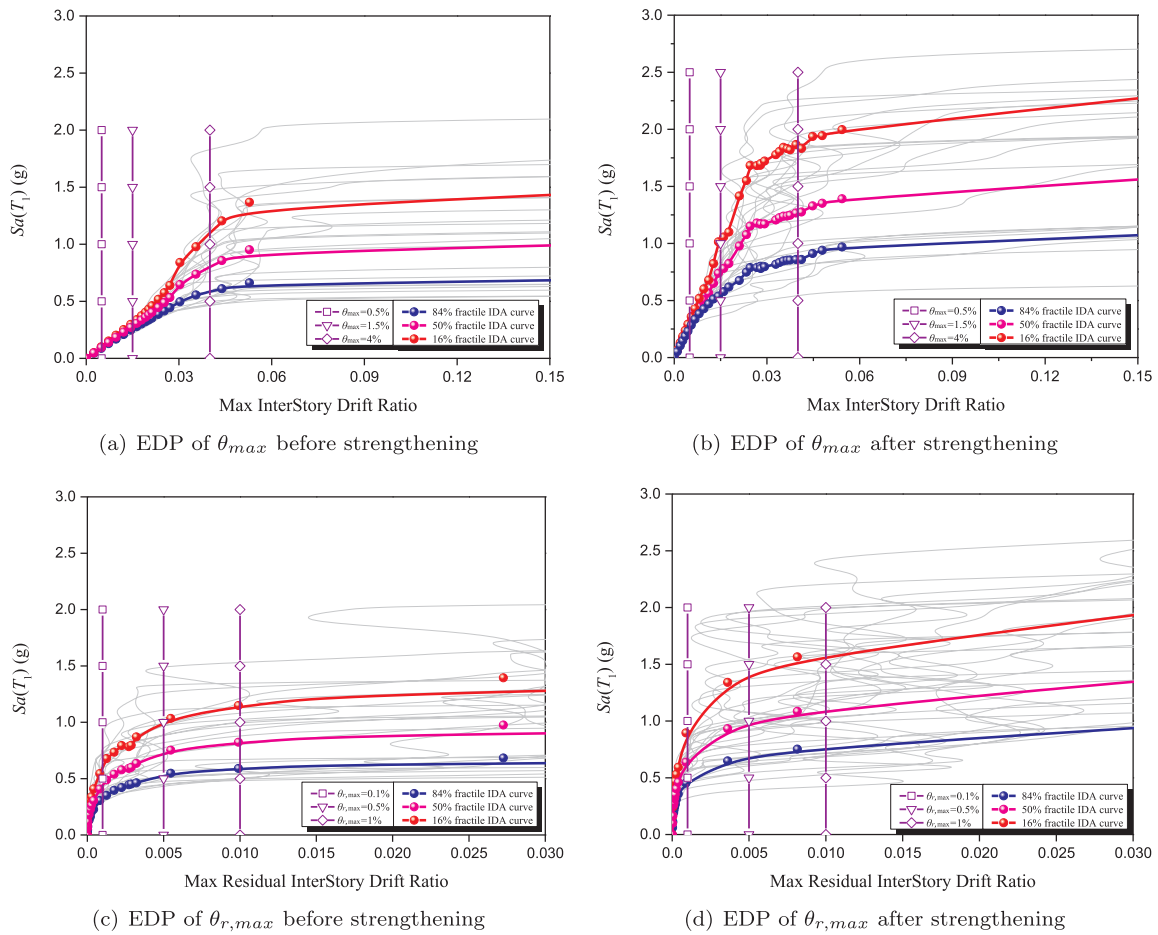 3.0
2.5
2.0
1.5
1.0
0.5
0.0
Sa(T₁) (g)
θmax=0.5%
θmax=1.5%
θmax=4%
84% fractile IDA curve
50% fractile IDA curve
16% fractile IDA curve
0.00 0.03 0.06 0.09 0.12 0.15
Max InterStory Drift Ratio
(a) EDP of θmax before strengthening
3.0
2.5
2.0
1.5
1.0
0.5
0.0
Sa(T₁) (g)
θmax=0.5%
θmax=1.5%
θmax=4%
84% fractile IDA curve
50% fractile IDA curve
16% fractile IDA curve
0.00 0.03 0.06 0.09 0.12 0.15
Max InterStory Drift Ratio
(b) EDP of θmax after strengthening
3.0
2.5
2.0
1.5
1.0
0.5
0.0
Sa(T₁) (g)
θr,max=0.1%
θr,max=0.5%
θr,max=1%
84% fractile IDA curve
50% fractile IDA curve
16% fractile IDA curve
0.000 0.005 0.010 0.015 0.020 0.025 0.030
Max Residual InterStory Drift Ratio
(c) EDP of θr,max before strengthening
3.0
2.5
2.0
1.5
1.0
0.5
0.0
Sa(T₁) (g)
θr,max=0.1%
θr,max=0.5%
θr,max=1%
84% fractile IDA curve
50% fractile IDA curve
16% fractile IDA curve
0.000 0.005 0.010 0.015 0.020 0.025 0.030
Max Residual InterStory Drift Ratio
(d) EDP of θr,max after strengthening